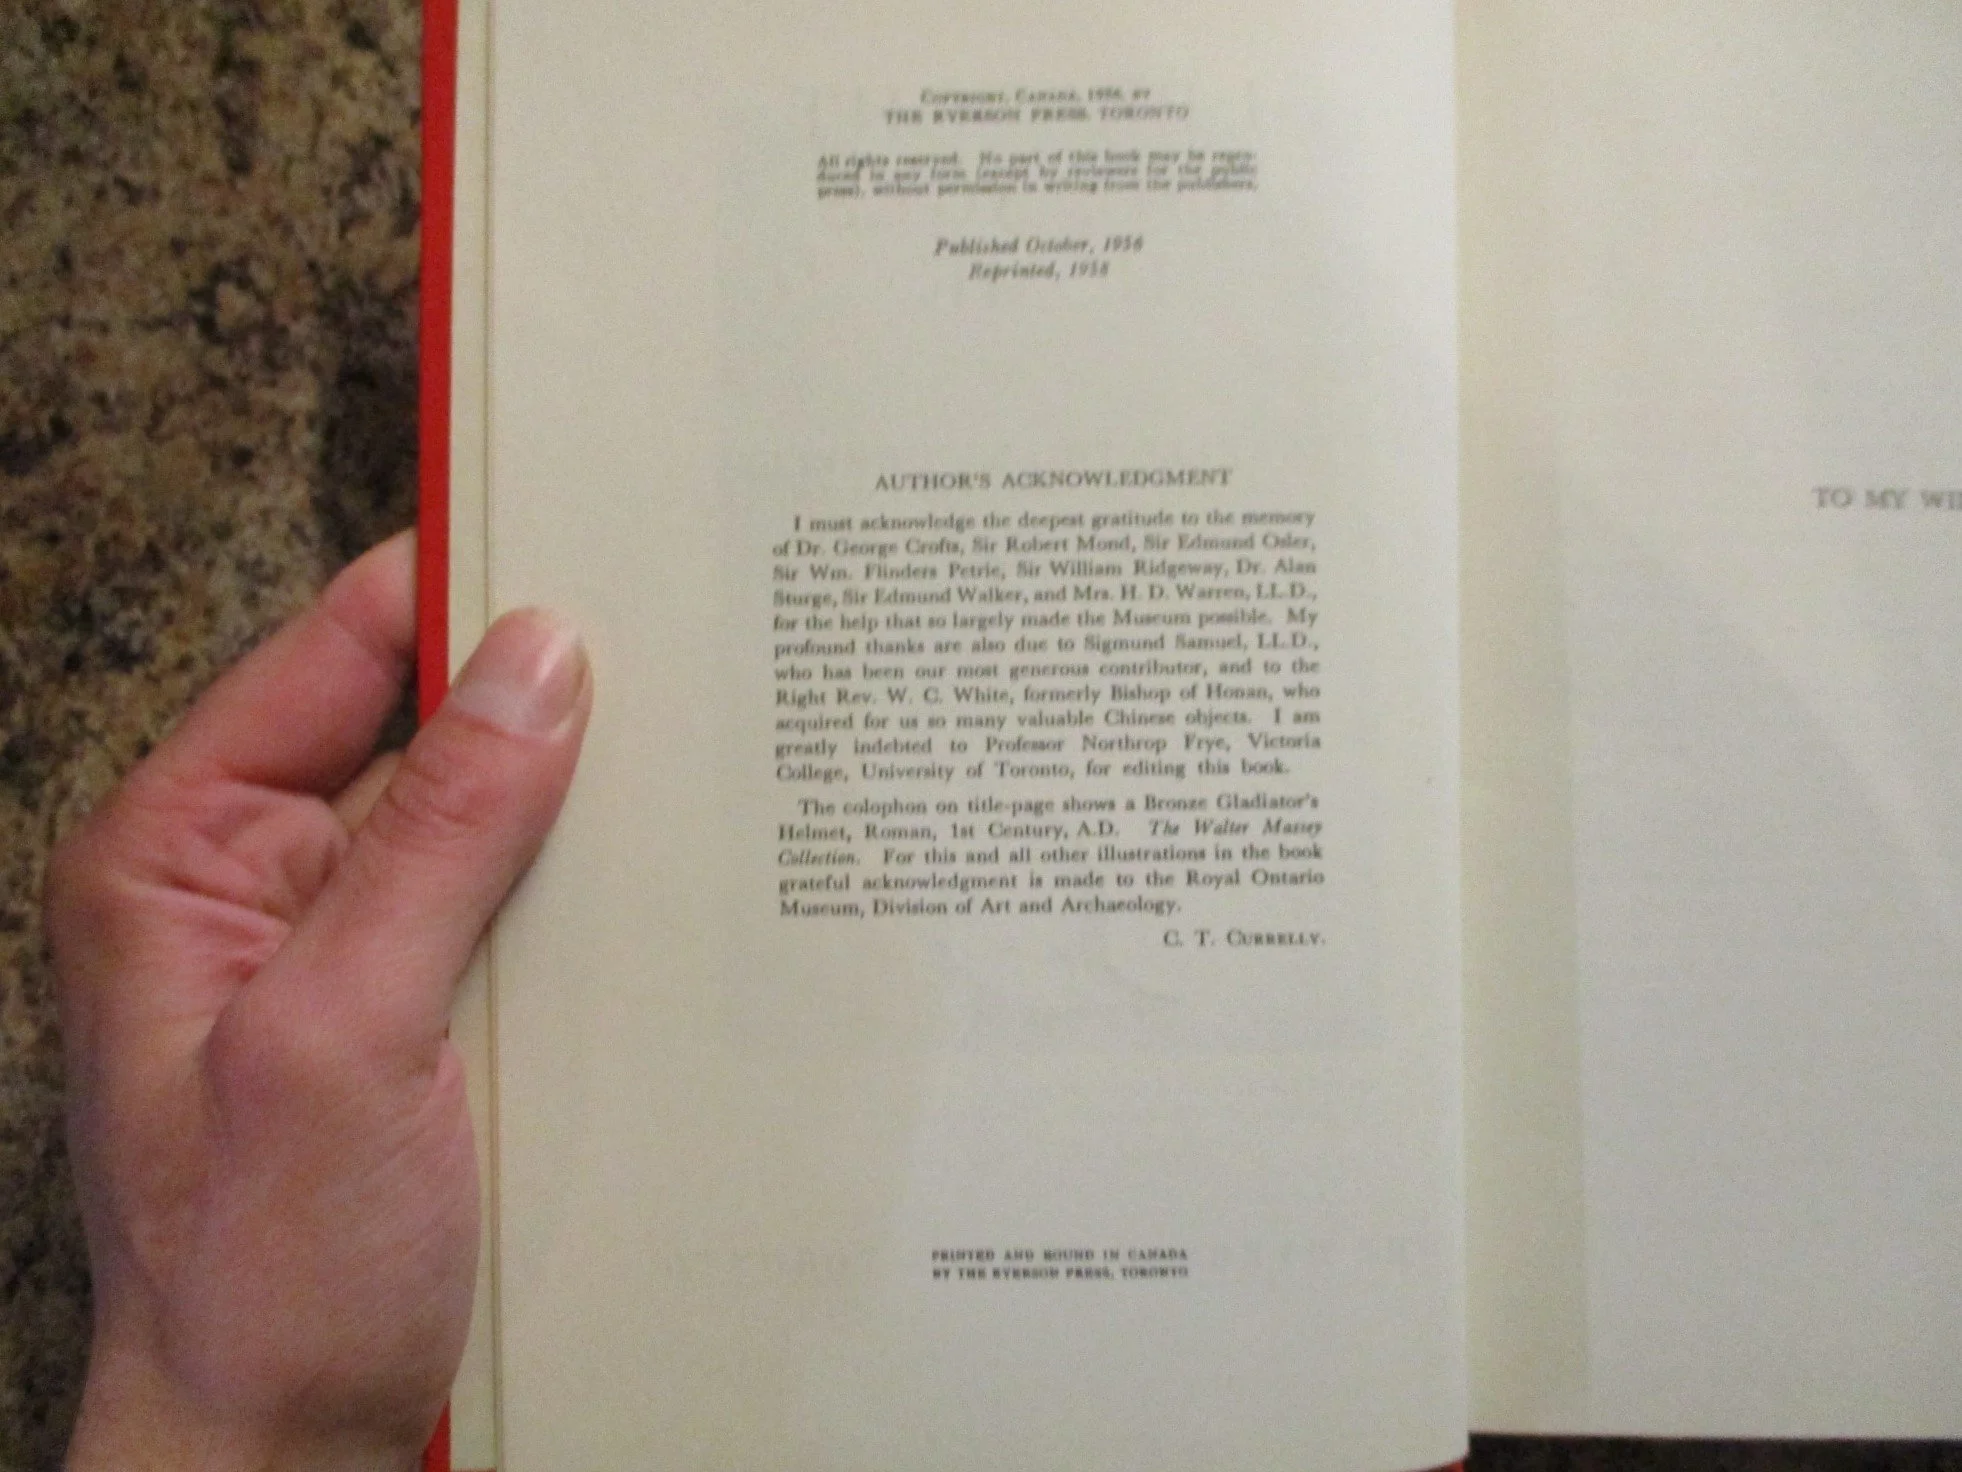 COPYRIGHT, CANADA, 1956, BY
THE RYERSON PRESS, TORONTO
All rights reserved. No part of this book may be repro-
duced in any form (except by reviewers for the public
press), without permission in writing from the publishers.
Published October, 1956
Reprinted, 1958
AUTHOR'S ACKNOWLEDGMENT
I must acknowledge the deepest gratitude to the memory
of Dr. George Crofts, Sir Robert Mond, Sir Edmund Osler,
Sir Wm. Flinders Petrie, Sir William Ridgeway, Dr. Alan
Sturge, Sir Edmund Walker, and Mrs. H. D. Warren, LL.D.,
for the help that so largely made the Museum possible. My
profound thanks are also due to Sigmund Samuel, LL.D.,
who has been our most generous contributor, and to the
Right Rev. W. C. White, formerly Bishop of Honan, who
acquired for us so many valuable Chinese objects. I am
greatly indebted to Professor Northrop Frye, Victoria
College, University of Toronto, for editing this book.
The colophon on title-page shows a Bronze Gladiator's
Helmet, Roman, 1st Century, A.D. The Walter Massey
Collection. For this and all other illustrations in the book
grateful acknowledgment is made to the Royal Ontario
Museum, Division of Art and Archaeology.
C. T. CURRELLY.
PRINTED AND BOUND IN CANADA
BY THE RYERSON PRESS, TORONTO
TO MY